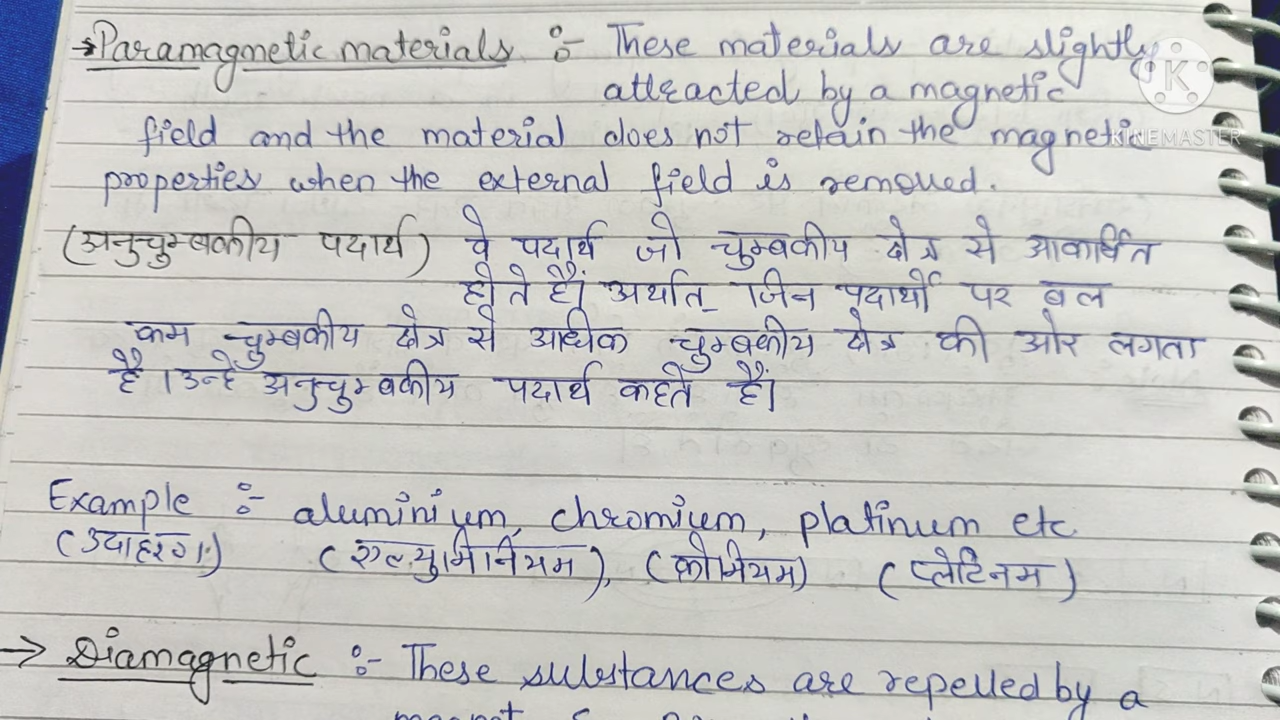 → Paramagnetic materials :- These materials are slightly
attracted by a magnetic
field and the material does not retain the magnetic
properties when the external field is removed.
(अनुचुम्बकीय पदार्थ) वे पदार्थ जो चुम्बकीय क्षेत्र से आकर्षित
होते हैं। अर्थात जिन पदार्थों पर बल
कम चुम्बकीय क्षेत्र से अधिक चुम्बकीय क्षेत्र की ओर लगता
है। उन्हें अनुचुम्बकीय पदार्थ कहते हैं।
Example :- aluminium, chromium, platinum etc.
(उदाहरण) (एल्युमिनियम), (क्रोमियम) (प्लेटिनम)
→ Diamagnetic :- These substances are repelled by a
K
KINEMASTER